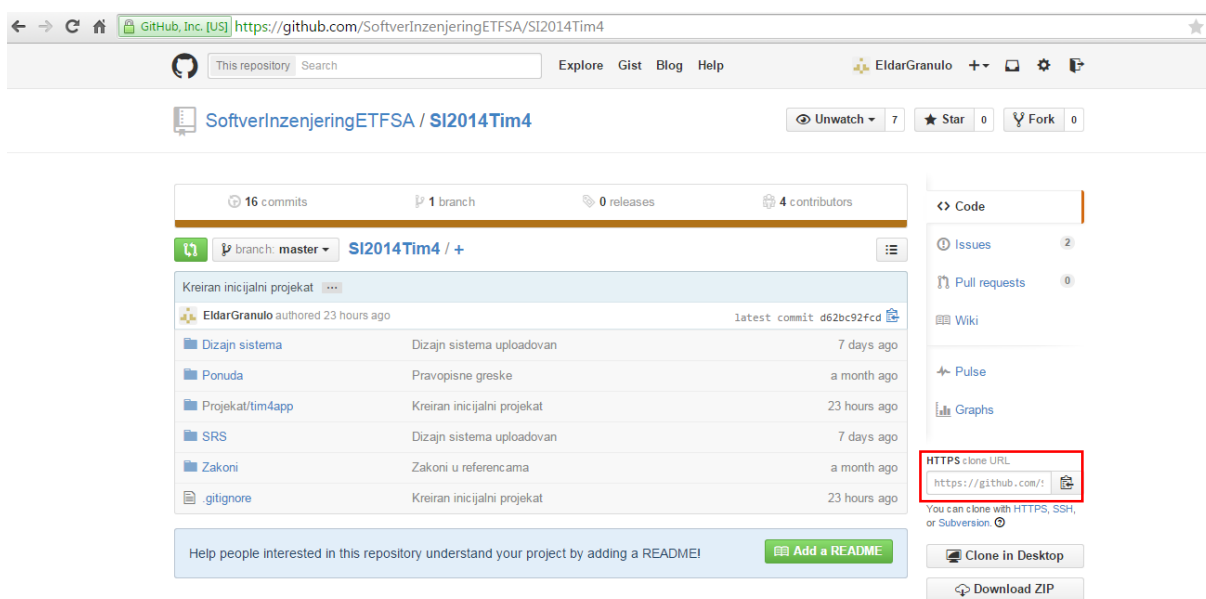 GitHub, Inc. [US] https://github.com/SoftverInzenjeringETFSA/SI2014Tim4
This repository Search Explore Gist Blog Help EldarGranulo
SoftverInzenjeringETFSA / SI2014Tim4 Unwatch 7 Star 0 Fork 0
16 commits 1 branch 0 releases 4 contributors
branch: master SI2014Tim4 / +
Kreiran inicijalni projekat ...
EldarGranulo authored 23 hours ago latest commit d62bc92fcd
Dizajn sistema Dizajn sistema uploadovan 7 days ago
Ponuda Pravopisne greske a month ago
Projekat/tim4app Kreiran inicijalni projekat 23 hours ago
SRS Dizajn sistema uploadovan 7 days ago
Zakoni Zakoni u referencama a month ago
.gitignore Kreiran inicijalni projekat 23 hours ago
Help people interested in this repository understand your project by adding a README! Add a README
Code
Issues 2
Pull requests 0
Wiki
Pulse
Graphs
HTTPS clone URL
https://github.com/
You can clone with HTTPS, SSH,
or Subversion.
Clone in Desktop
Download ZIP